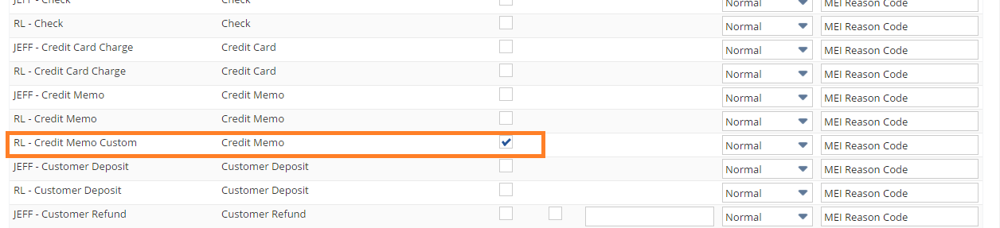 JEFF - Check Check Normal MEI Reason Code
RL - Check Check Normal MEI Reason Code
JEFF - Credit Card Charge Credit Card Normal MEI Reason Code
RL - Credit Card Charge Credit Card Normal MEI Reason Code
JEFF - Credit Memo Credit Memo Normal MEI Reason Code
RL - Credit Memo Credit Memo Normal MEI Reason Code
RL - Credit Memo Custom Credit Memo Normal MEI Reason Code
JEFF - Customer Deposit Customer Deposit Normal MEI Reason Code
RL - Customer Deposit Customer Deposit Normal MEI Reason Code
JEFF - Customer Refund Customer Refund Normal MEI Reason Code